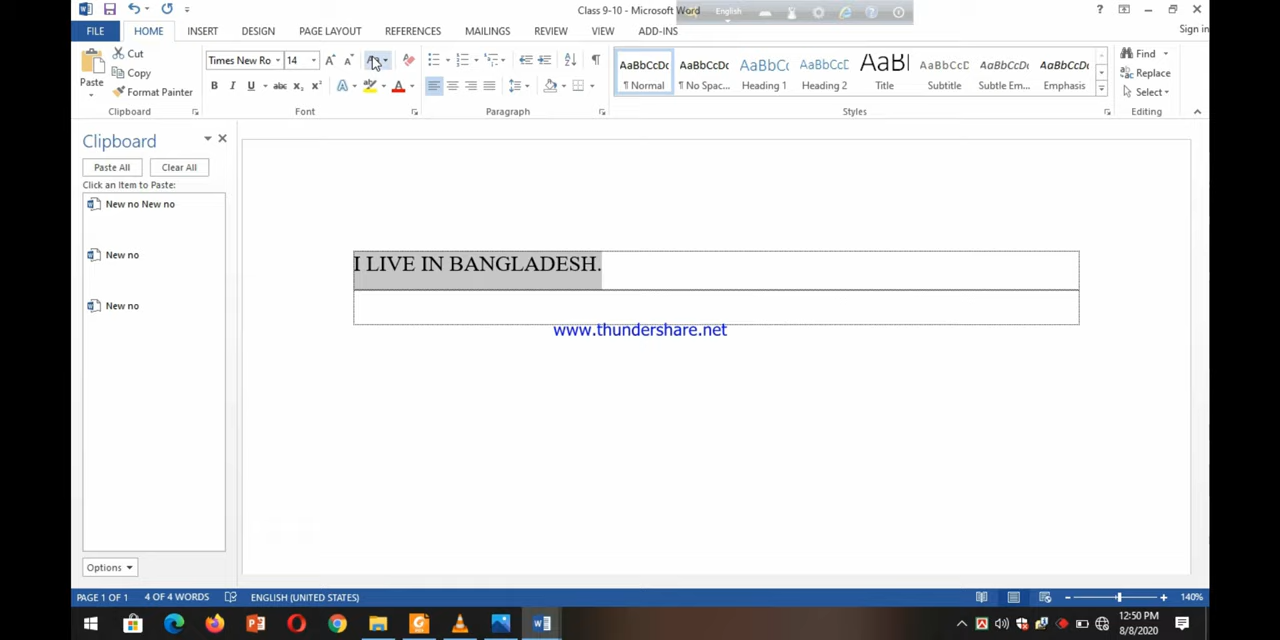 Class 9-10 - Microsoft Word
English
Sign in
FILE HOME INSERT DESIGN PAGE LAYOUT REFERENCES MAILINGS REVIEW VIEW ADD-INS
Cut
Copy
Format Painter
Paste
Times New Ro 14
AaBbCcDc AaBbCcDc AaBbCc AaBbCcC AaBl AaBbCcD AaBbCcDc AaBbCcDc
¶ Normal ¶ No Spac... Heading 1 Heading 2 Title Subtitle Subtle Em... Emphasis
Find
Replace
Select
Clipboard Font Paragraph Styles Editing
Clipboard
Paste All Clear All
Click an Item to Paste:
New no New no
New no
New no
Options
I LIVE IN BANGLADESH.
www.thundershare.net
PAGE 1 OF 1 4 OF 4 WORDS ENGLISH (UNITED STATES) 140%
12:50 PM
8/8/2020